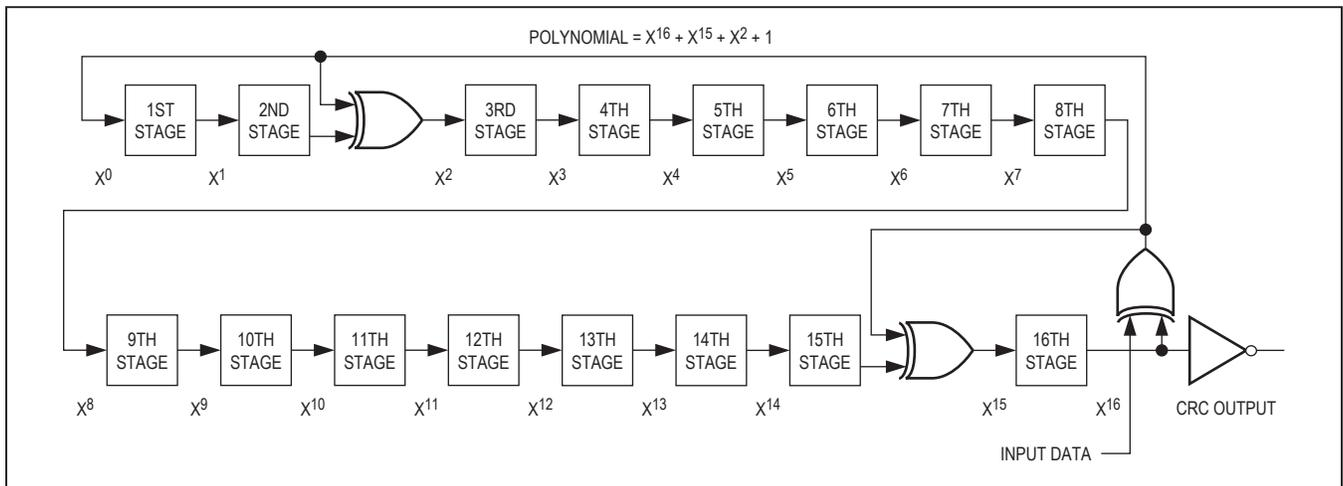 POLYNOMIAL = X16 + X15 + X2 + 1
1ST
STAGE
2ND
STAGE
3RD
STAGE
4TH
STAGE
5TH
STAGE
6TH
STAGE
7TH
STAGE
8TH
STAGE
X0
X1
X2
X3
X4
X5
X6
X7
9TH
STAGE
10TH
STAGE
11TH
STAGE
12TH
STAGE
13TH
STAGE
14TH
STAGE
15TH
STAGE
16TH
STAGE
X8
X9
X10
X11
X12
X13
X14
X15
X16
CRC OUTPUT
INPUT DATA